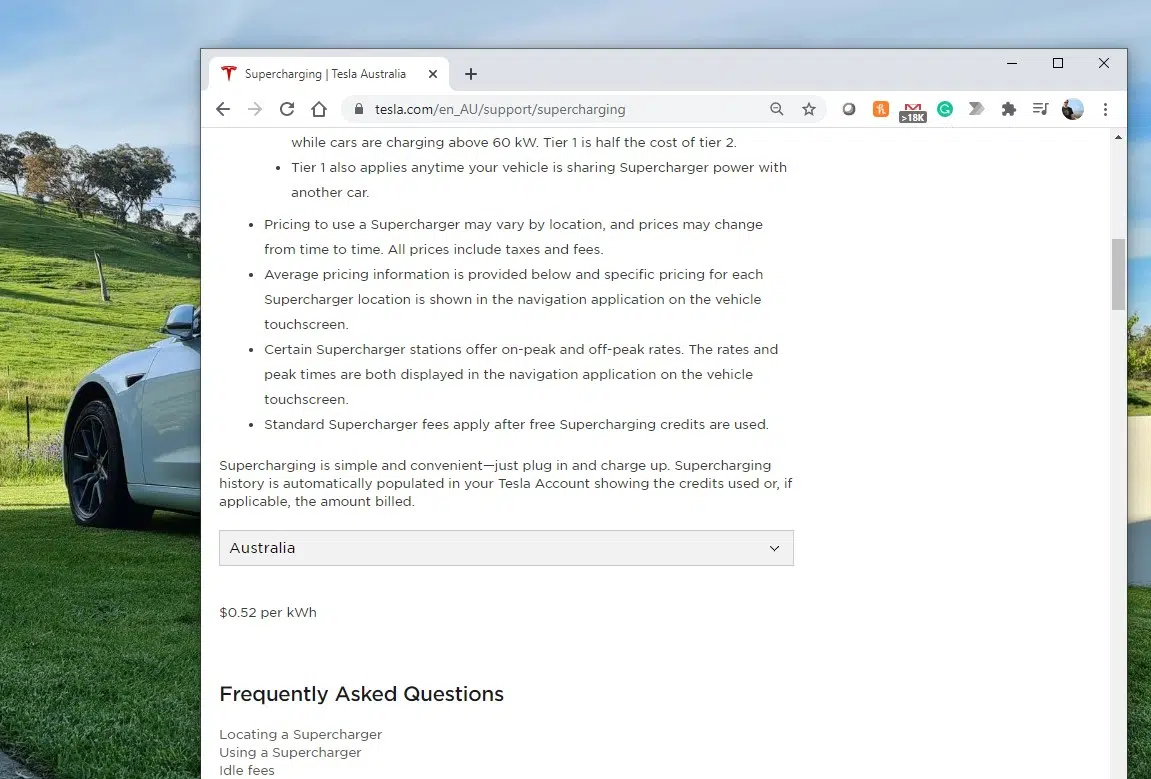 Supercharging | Tesla Australia
tesla.com/en_AU/support/supercharging
>18K
while cars are charging above 60 kW. Tier 1 is half the cost of tier 2.
• Tier 1 also applies anytime your vehicle is sharing Supercharger power with
another car.
• Pricing to use a Supercharger may vary by location, and prices may change
from time to time. All prices include taxes and fees.
• Average pricing information is provided below and specific pricing for each
Supercharger location is shown in the navigation application on the vehicle
touchscreen.
• Certain Supercharger stations offer on-peak and off-peak rates. The rates and
peak times are both displayed in the navigation application on the vehicle
touchscreen.
• Standard Supercharger fees apply after free Supercharging credits are used.
Supercharging is simple and convenient—just plug in and charge up. Supercharging
history is automatically populated in your Tesla Account showing the credits used or, if
applicable, the amount billed.
Australia
$0.52 per kWh
Frequently Asked Questions
Locating a Supercharger
Using a Supercharger
Idle fees